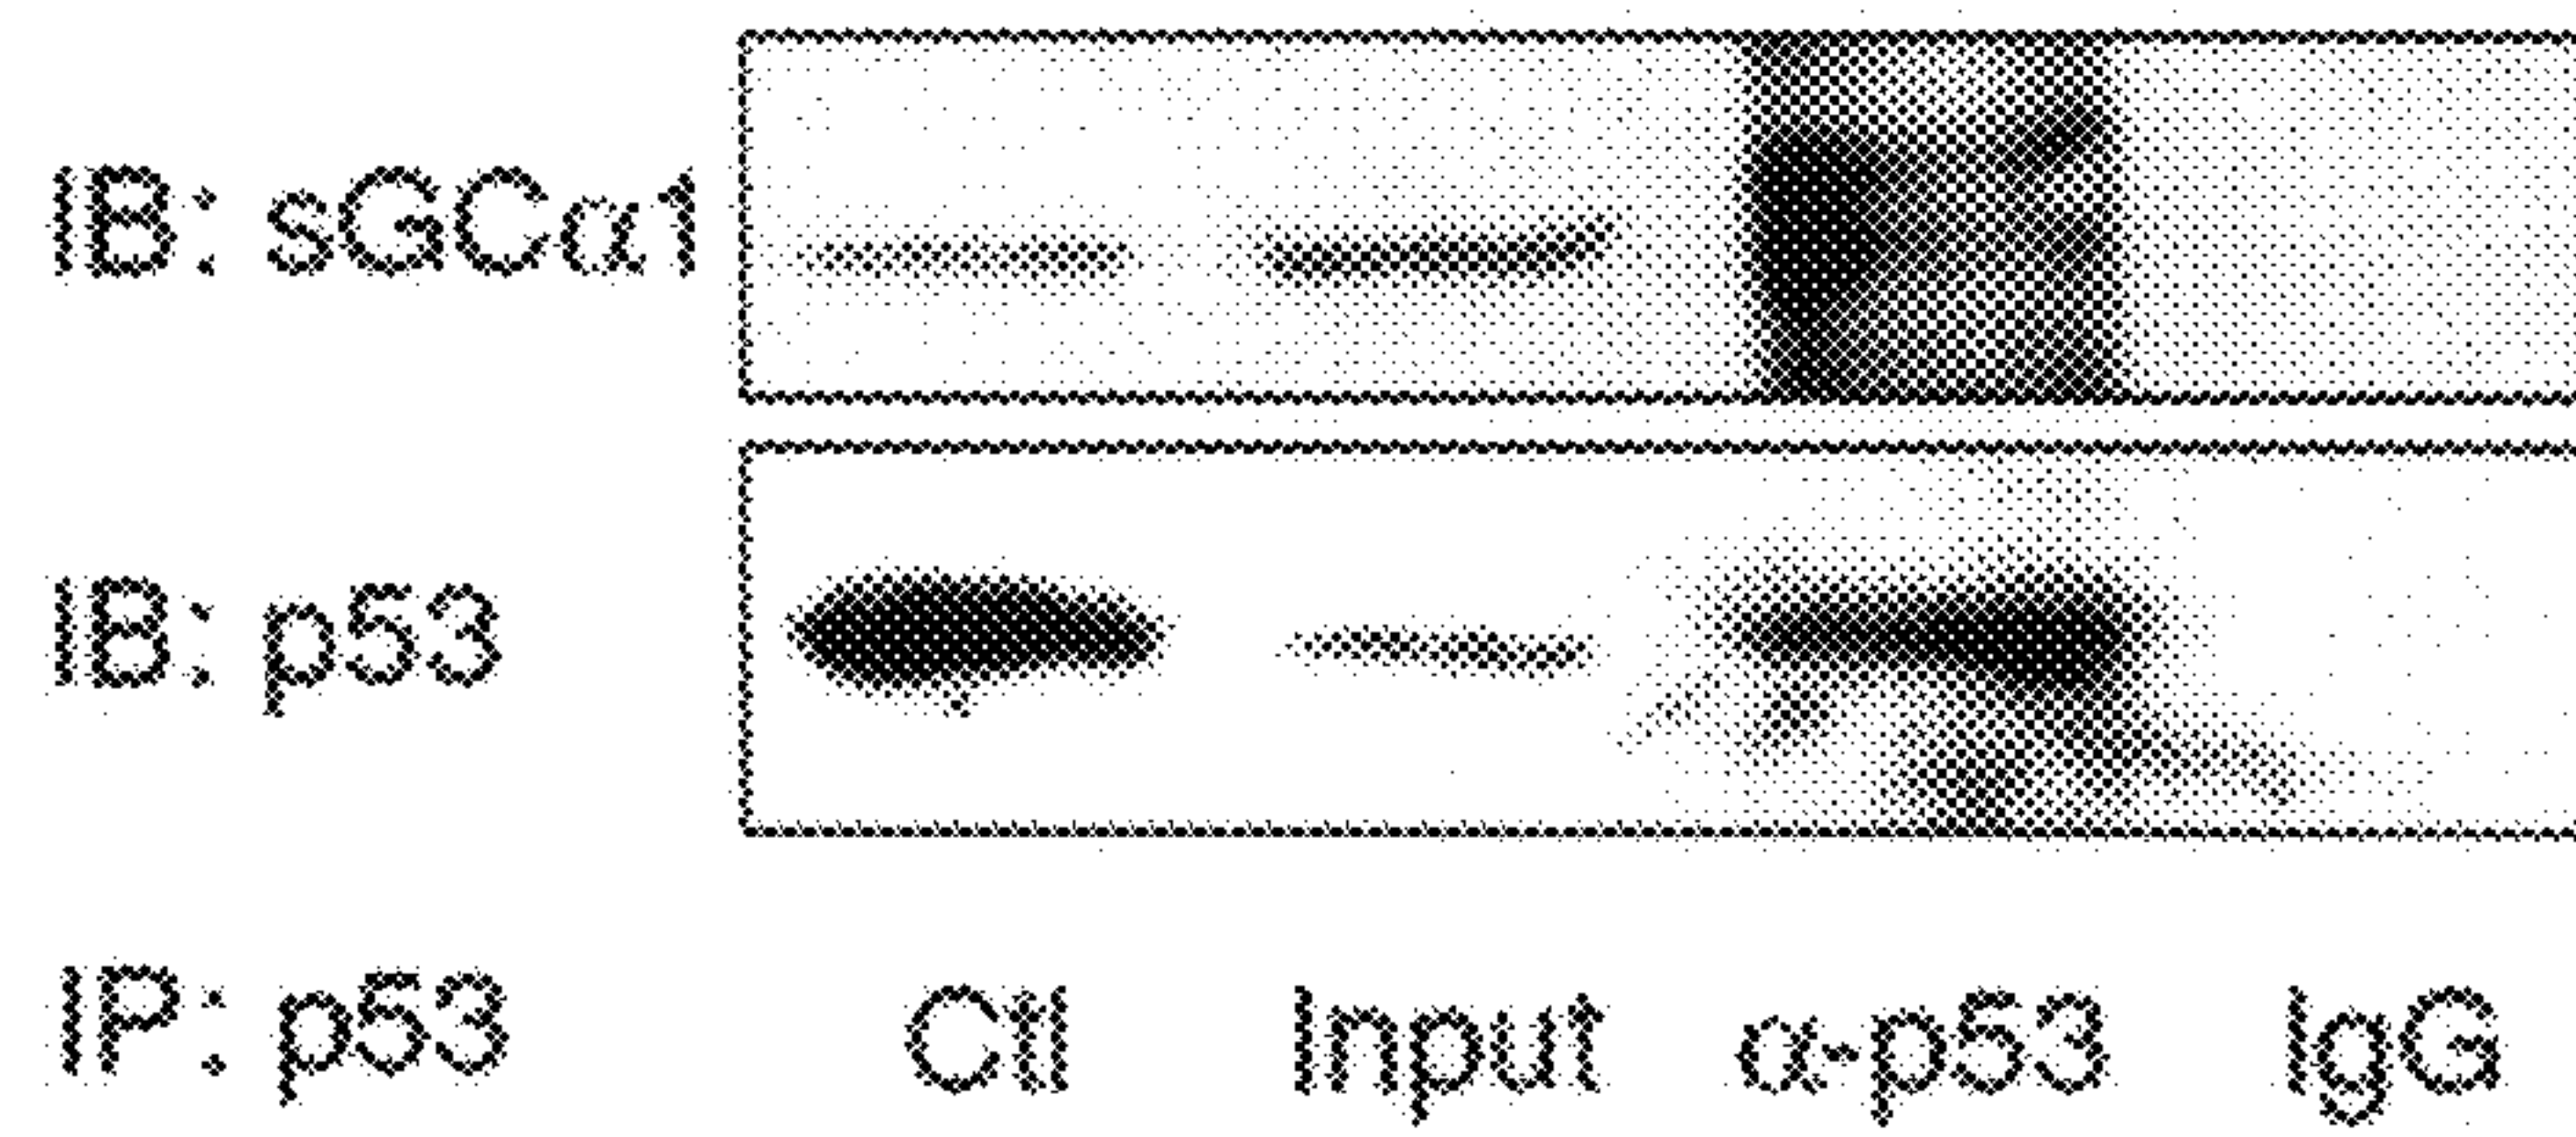 IB: sGCα1
IB: p53
IP: p53 Ctl Input α-p53 IgG